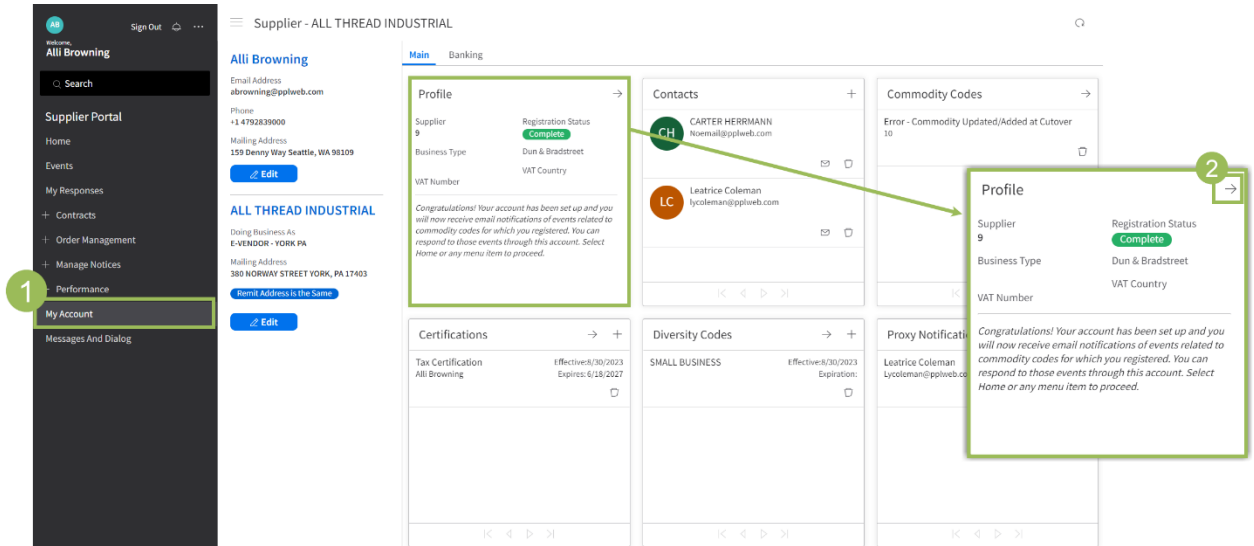 AB
Sign Out
Welcome,
Alli Browning
Search
Supplier Portal
Home
Events
My Responses
+ Contracts
+ Order Management
+ Manage Notices
+ Performance
1
My Account
Messages And Dialog
Supplier - ALL THREAD INDUSTRIAL
Alli Browning
Email Address
abrowning@pplweb.com
Phone
+1 4792839000
Mailing Address
159 Denny Way Seattle, WA 98109
Edit
ALL THREAD INDUSTRIAL
Doing Business As
E-VENDOR - YORK PA
Mailing Address
380 NORWAY STREET YORK, PA 17403
Remit Address is the Same
Edit
Main Banking
Profile
Supplier
9
Registration Status
Complete
Business Type
Dun & Bradstreet
VAT Country
VAT Number
Congratulations! Your account has been set up and you
will now receive email notifications of events related to
commodity codes for which you registered. You can
respond to those events through this account. Select
Home or any menu item to proceed.
Contacts
CH
CARTER HERRMANN
Noemail@pplweb.com
LC
Leatrice Coleman
lycoleman@pplweb.com
Commodity Codes
Error - Commodity Updated/Added at Cutover
10
Certifications
Tax Certification
Alli Browning
Effective:8/30/2023
Expires: 6/18/2027
Diversity Codes
SMALL BUSINESS
Effective:8/30/2023
Expiration:
Proxy Notificati
Leatrice Coleman
Lycoleman@pplweb.co
2
Profile
Supplier
9
Registration Status
Complete
Business Type
Dun & Bradstreet
VAT Country
VAT Number
Congratulations! Your account has been set up and you
will now receive email notifications of events related to
commodity codes for which you registered. You can
respond to those events through this account. Select
Home or any menu item to proceed.